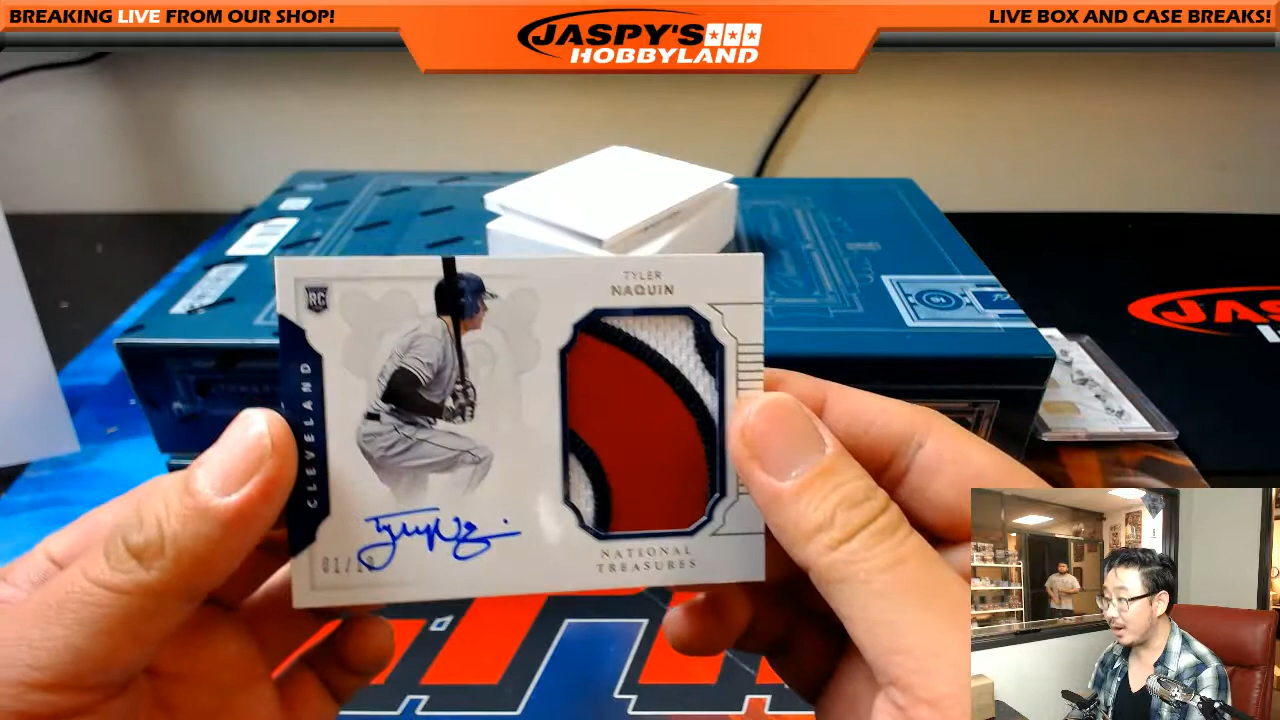 BREAKING LIVE FROM OUR SHOP!
JASPY'S
HOBBYLAND
LIVE BOX AND CASE BREAKS!
RC
TYLER
NAQUIN
CLEVELAND
NATIONAL
TREASURES